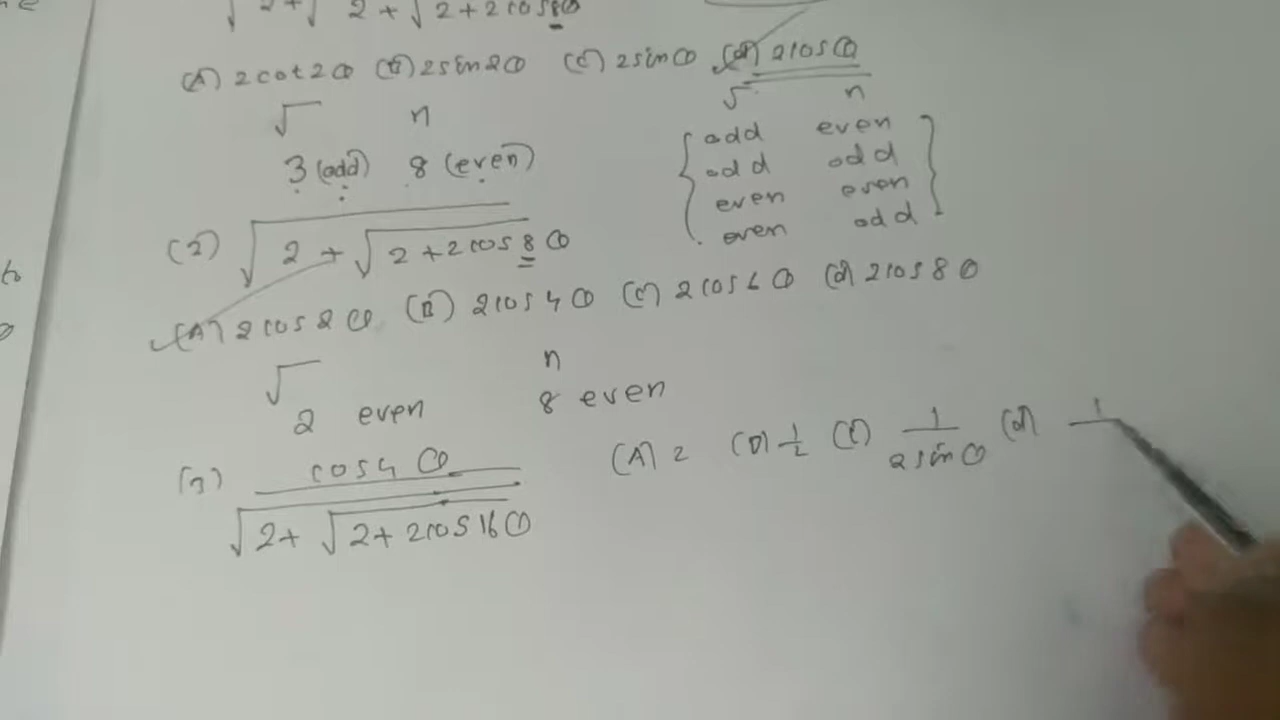 √2+√2+√2+2cos8θ
(A) 2cot2θ (B) 2sin2θ (C) 2sinθ (d) 2cosθ
√ n √ n
odd even
3 (odd) 8 (even) odd odd
even even
(2) √2+√2+2cos8θ even odd
(A) 2cos2θ (B) 2cos4θ (C) 2cos6θ (d) 2cos8θ
√ n
2 even 8 even
(3) cos4θ/√2+√2+2cos16θ (A) 2 (B) 1/2 (C) 1/2sinθ (d) 1